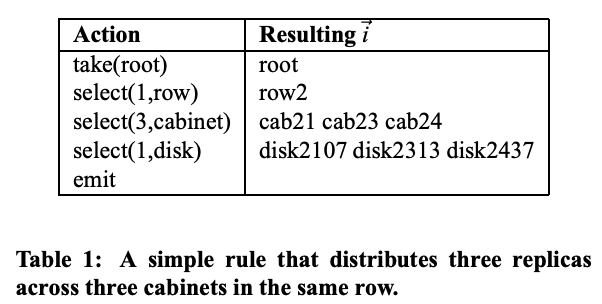 Action Resulting i⃗
take(root) root
select(1,row) row2
select(3,cabinet) cab21 cab23 cab24
select(1,disk) disk2107 disk2313 disk2437
emit
Table 1: A simple rule that distributes three replicas
across three cabinets in the same row.